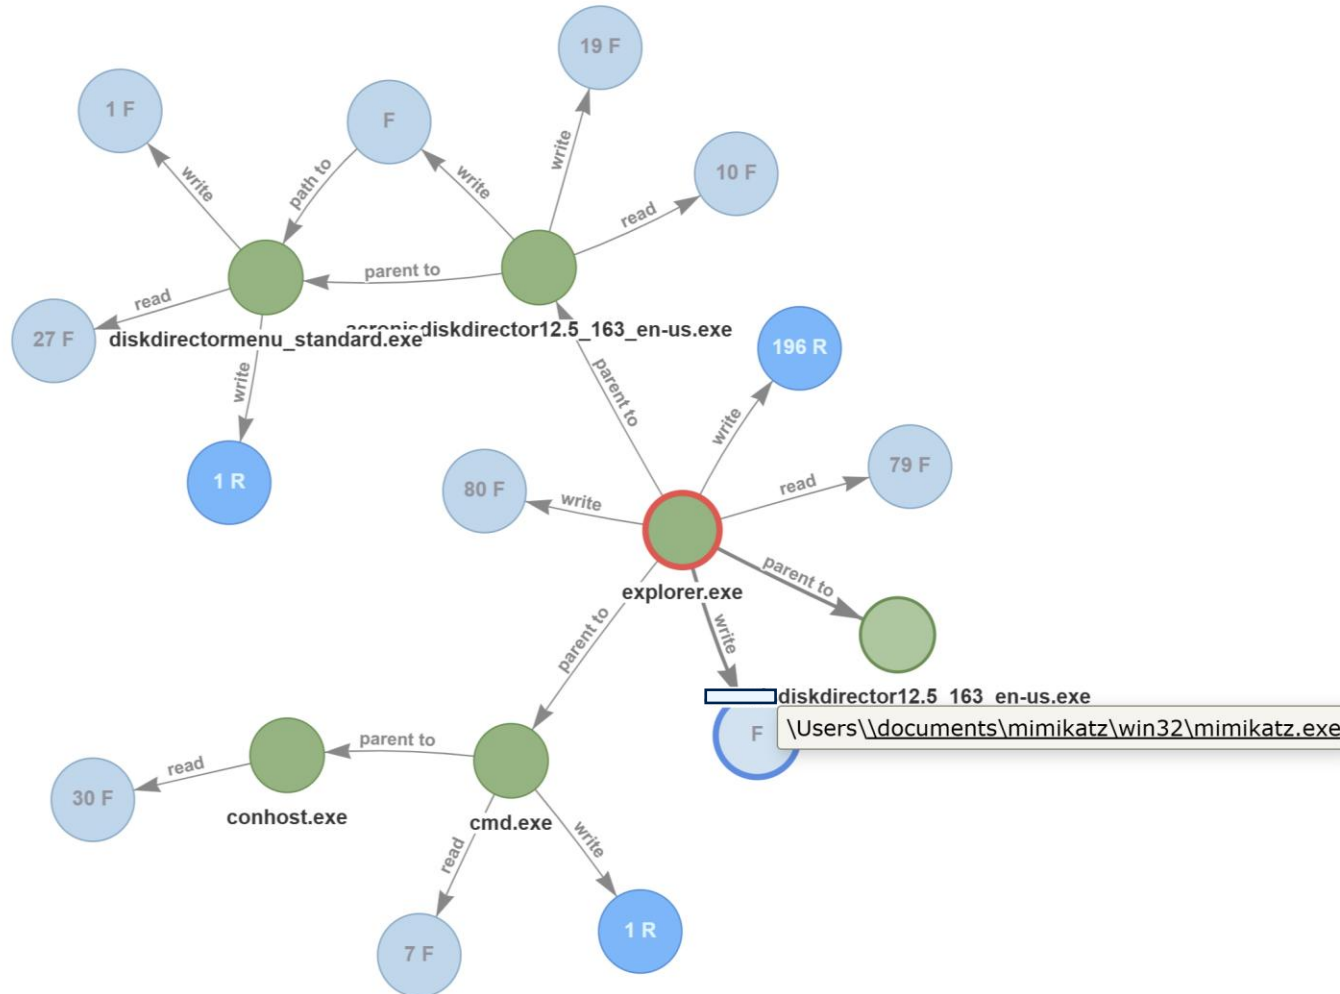 19 F
1 F
F
write
write
write
path to
10 F
read
parent to
read
27 F
diskdirectormenu_standard.exe
diskdirector12.5_163_en-us.exe
196 R
write
parent to
write
1 R
80 F
write
read
79 F
explorer.exe
parent to
write
parent to
diskdirector12.5_163_en-us.exe
F
\Users\\documents\mimikatz\win32\mimikatz.exe
parent to
read
30 F
conhost.exe
cmd.exe
read
write
7 F
1 R